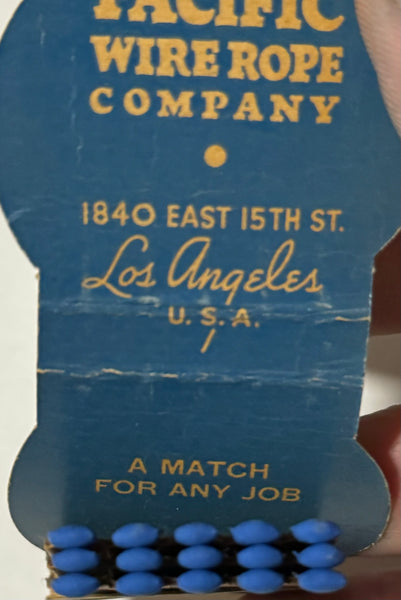 PACIFIC
WIRE ROPE
COMPANY
1840 EAST 15TH ST.
Los Angeles
U. S. A.
A MATCH
FOR ANY JOB